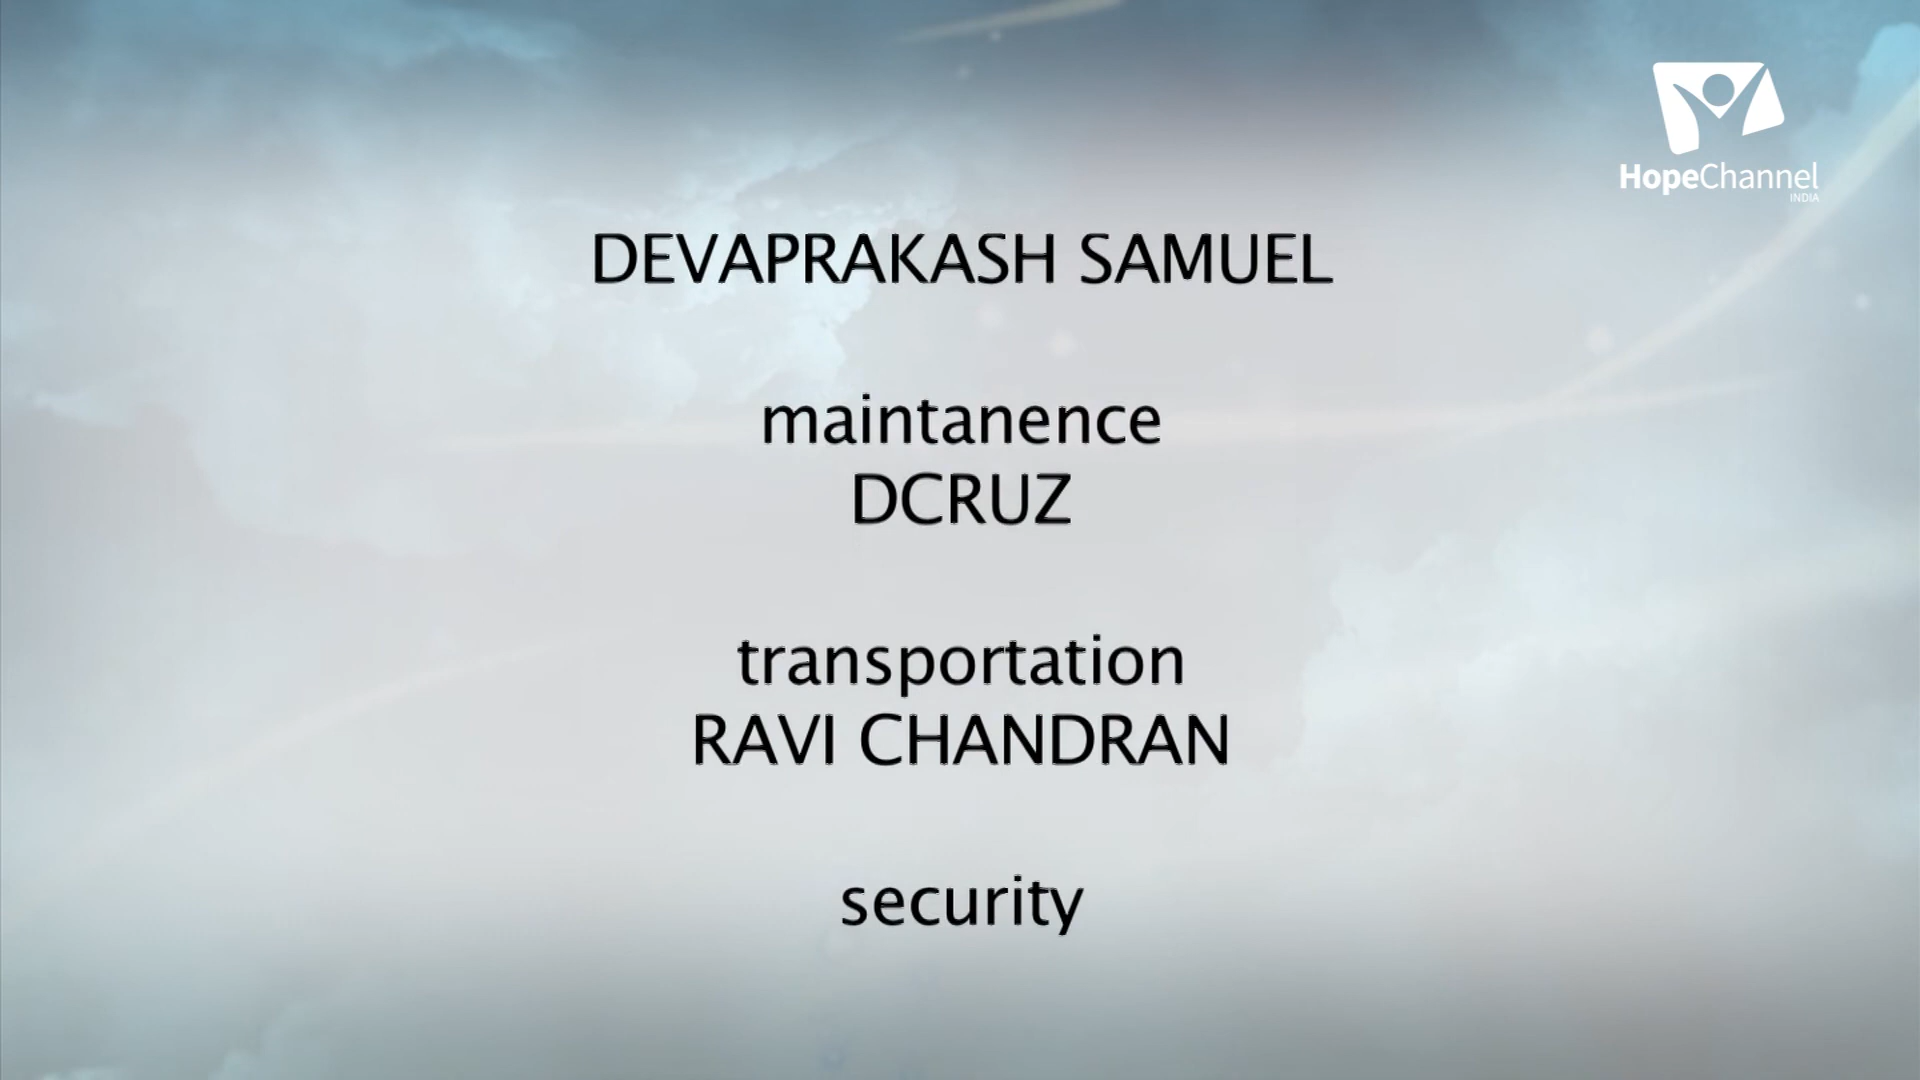 HopeChannel
INDIA
DEVAPRAKASH SAMUEL
maintanence
DCRUZ
transportation
RAVI CHANDRAN
security